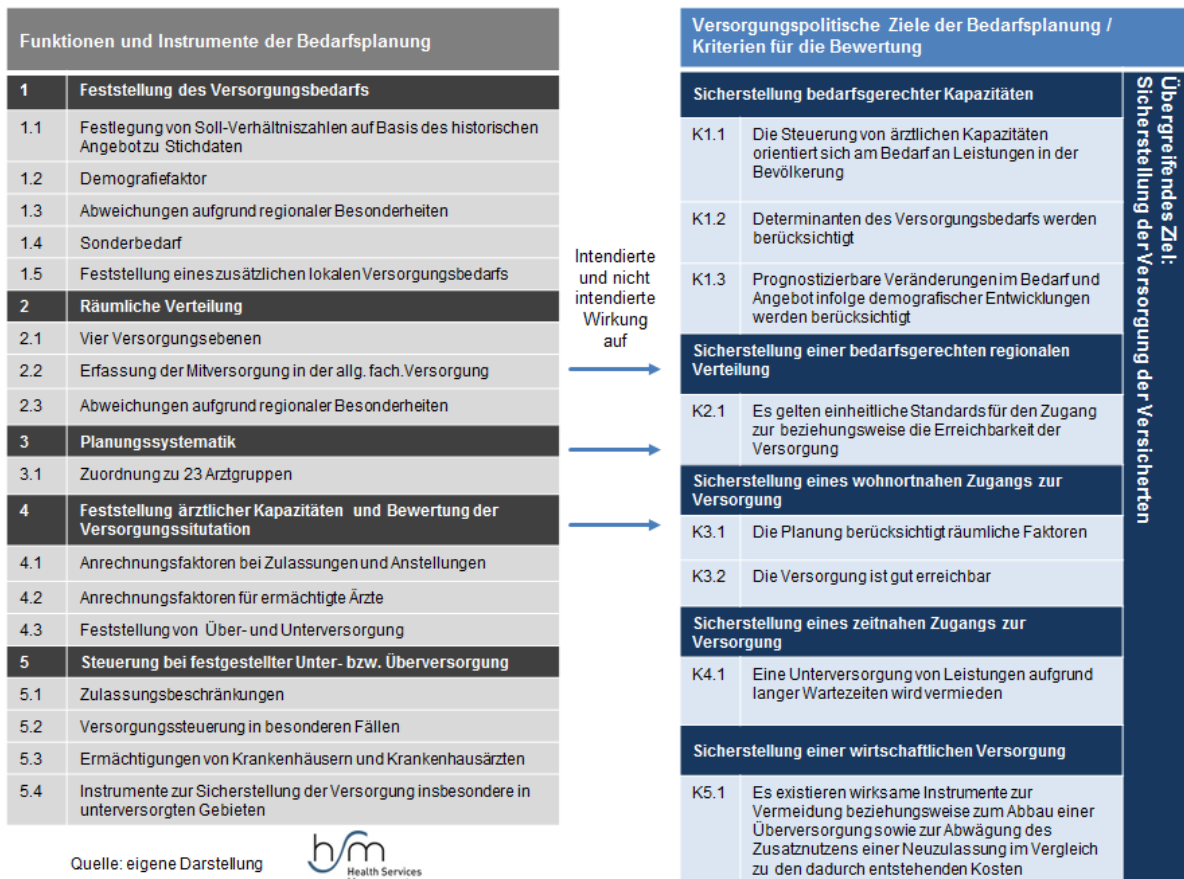 Funktionen und Instrumente der Bedarfsplanung
1 Feststellung des Versorgungsbedarfs
1.1 Festlegung von Soll-Verhältniszahlen auf Basis des historischen
Angebot zu Stichdaten
1.2 Demografiefaktor
1.3 Abweichungen aufgrund regionaler Besonderheiten
1.4 Sonderbedarf
1.5 Feststellung eines zusätzlichen lokalen Versorgungsbedarfs
2 Räumliche Verteilung
2.1 Vier Versorgungsebenen
2.2 Erfassung der Mitversorgung in der allg. fach. Versorgung
2.3 Abweichungen aufgrund regionaler Besonderheiten
3 Planungssystematik
3.1 Zuordnung zu 23 Arztgruppen
4 Feststellung ärztlicher Kapazitäten und Bewertung der
Versorgungssitutation
4.1 Anrechnungsfaktoren bei Zulassungen und Anstellungen
4.2 Anrechnungsfaktoren für ermächtigte Ärzte
4.3 Feststellung von Über- und Unterversorgung
5 Steuerung bei festgestellter Unter- bzw. Überversorgung
5.1 Zulassungsbeschränkungen
5.2 Versorgungssteuerung in besonderen Fällen
5.3 Ermächtigungen von Krankenhäusern und Krankenhausärzten
5.4 Instrumente zur Sicherstellung der Versorgung insbesondere in
unterversorgten Gebieten
Quelle: eigene Darstellung
hsm
Health Services
Intendierte
und nicht
intendierte
Wirkung
auf
Versorgungspolitische Ziele der Bedarfsplanung /
Kriterien für die Bewertung
Sicherstellung bedarfsgerechter Kapazitäten
K1.1 Die Steuerung von ärztlichen Kapazitäten
orientiert sich am Bedarf an Leistungen in der
Bevölkerung
K1.2 Determinanten des Versorgungsbedarfs werden
berücksichtigt
K1.3 Prognostizierbare Veränderungen im Bedarf und
Angebot infolge demografischer Entwicklungen
werden berücksichtigt
Sicherstellung einer bedarfsgerechten regionalen
Verteilung
K2.1 Es gelten einheitliche Standards für den Zugang
zur beziehungsweise die Erreichbarkeit der
Versorgung
Sicherstellung eines wohnortnahen Zugangs zur
Versorgung
K3.1 Die Planung berücksichtigt räumliche Faktoren
K3.2 Die Versorgung ist gut erreichbar
Sicherstellung eines zeitnahen Zugangs zur
Versorgung
K4.1 Eine Unterversorgung von Leistungen aufgrund
langer Wartezeiten wird vermieden
Sicherstellung einer wirtschaftlichen Versorgung
K5.1 Es existieren wirksame Instrumente zur
Vermeidung beziehungsweise zum Abbau einer
Überversorgung sowie zur Abwägung des
Zusatznutzens einer Neuzulassung im Vergleich
zu den dadurch entstehenden Kosten
Übergreifendes Ziel:
Sicherstellung der Versorgung der Versicherten